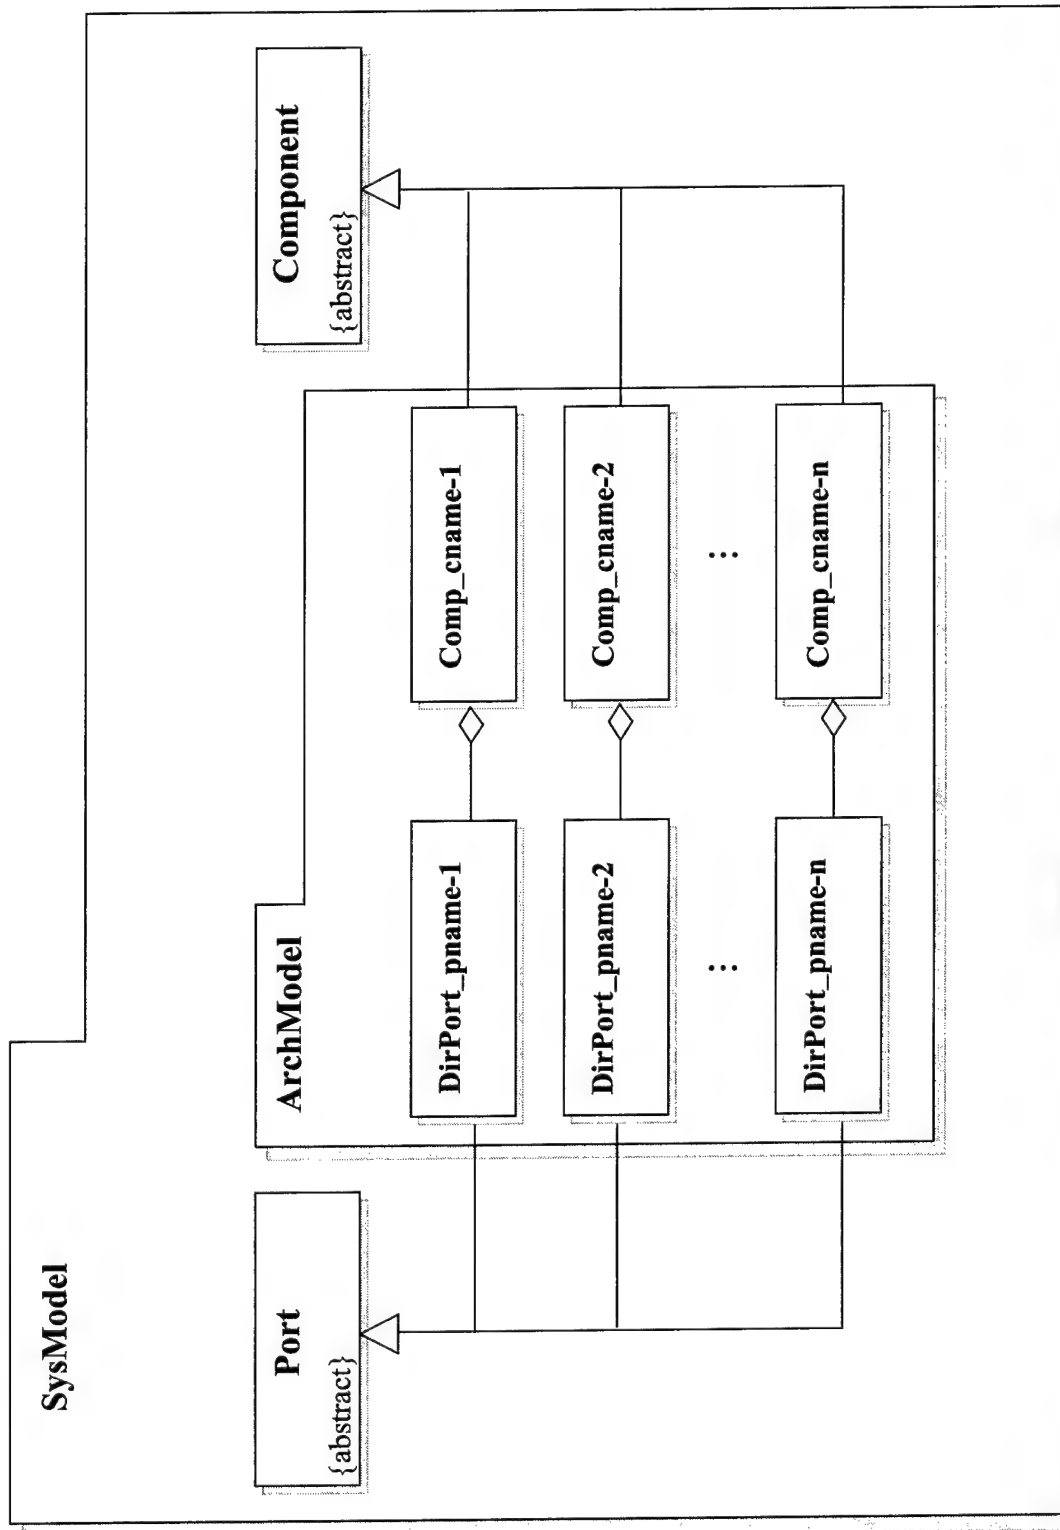 SysModel
Port
{abstract}
ArchModel
Component
{abstract}
DirPort_pname-1
Comp_cname-1
DirPort_pname-2
Comp_cname-2
...
...
DirPort_pname-n
Comp_cname-n